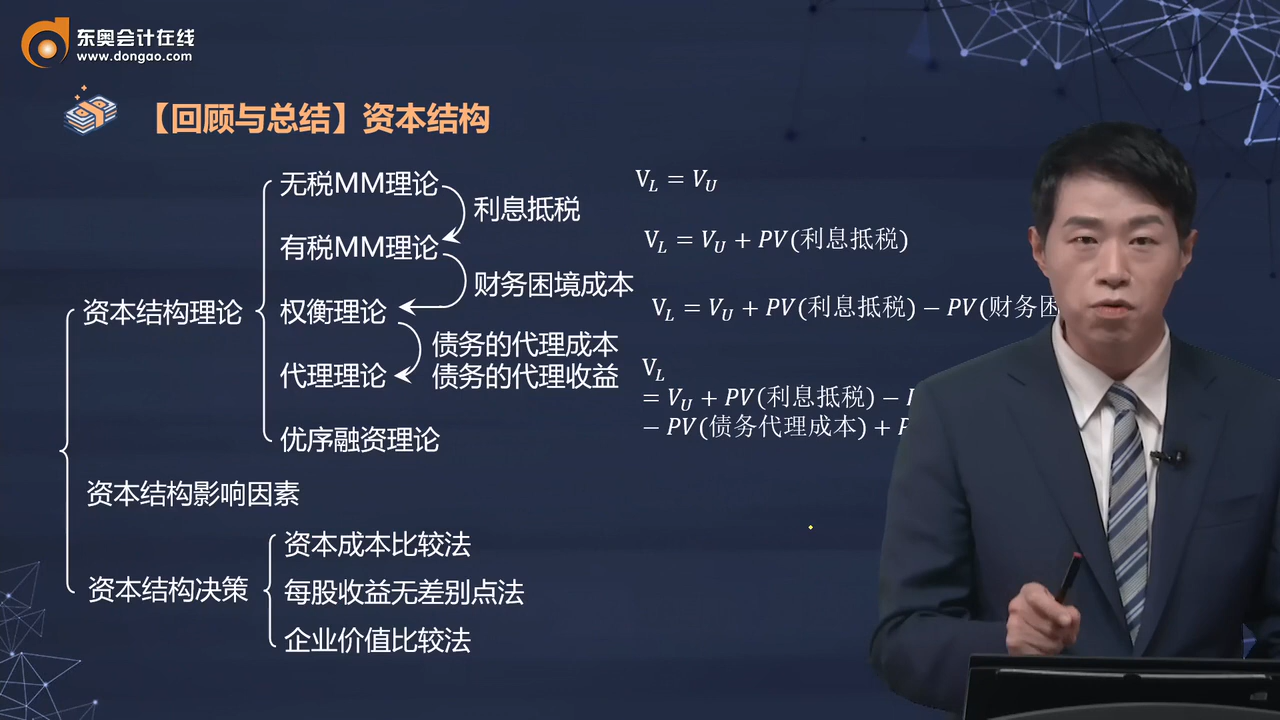 东奥会计在线
www.dongao.com
【回顾与总结】资本结构
资本结构理论
无税MM理论
利息抵税
V_L = V_U
有税MM理论
V_L = V_U + PV(利息抵税)
财务困境成本
权衡理论
V_L = V_U + PV(利息抵税) − PV(财务困
债务的代理成本
债务的代理收益
代理理论
V_L
= V_U + PV(利息抵税) −
− PV(债务代理成本) +
优序融资理论
资本结构影响因素
资本结构决策
资本成本比较法
每股收益无差别点法
企业价值比较法